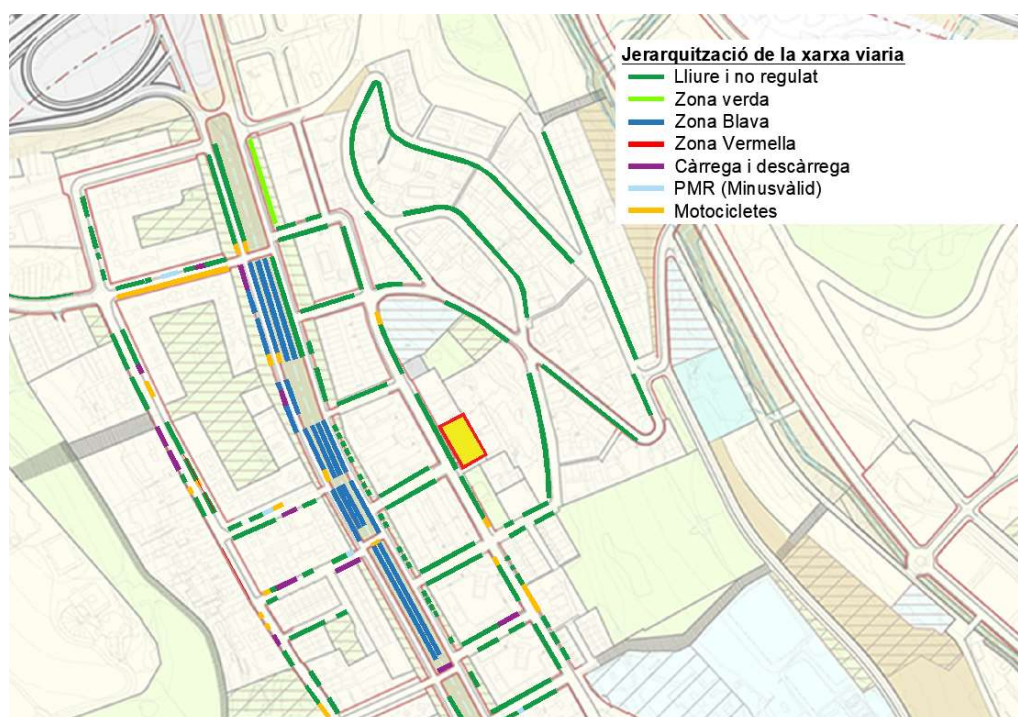 Jerarquització de la xarxa viaria
Lliure i no regulat
Zona verda
Zona Blava
Zona Vermella
Càrrega i descàrrega
PMR (Minusvàlid)
Motocicletes